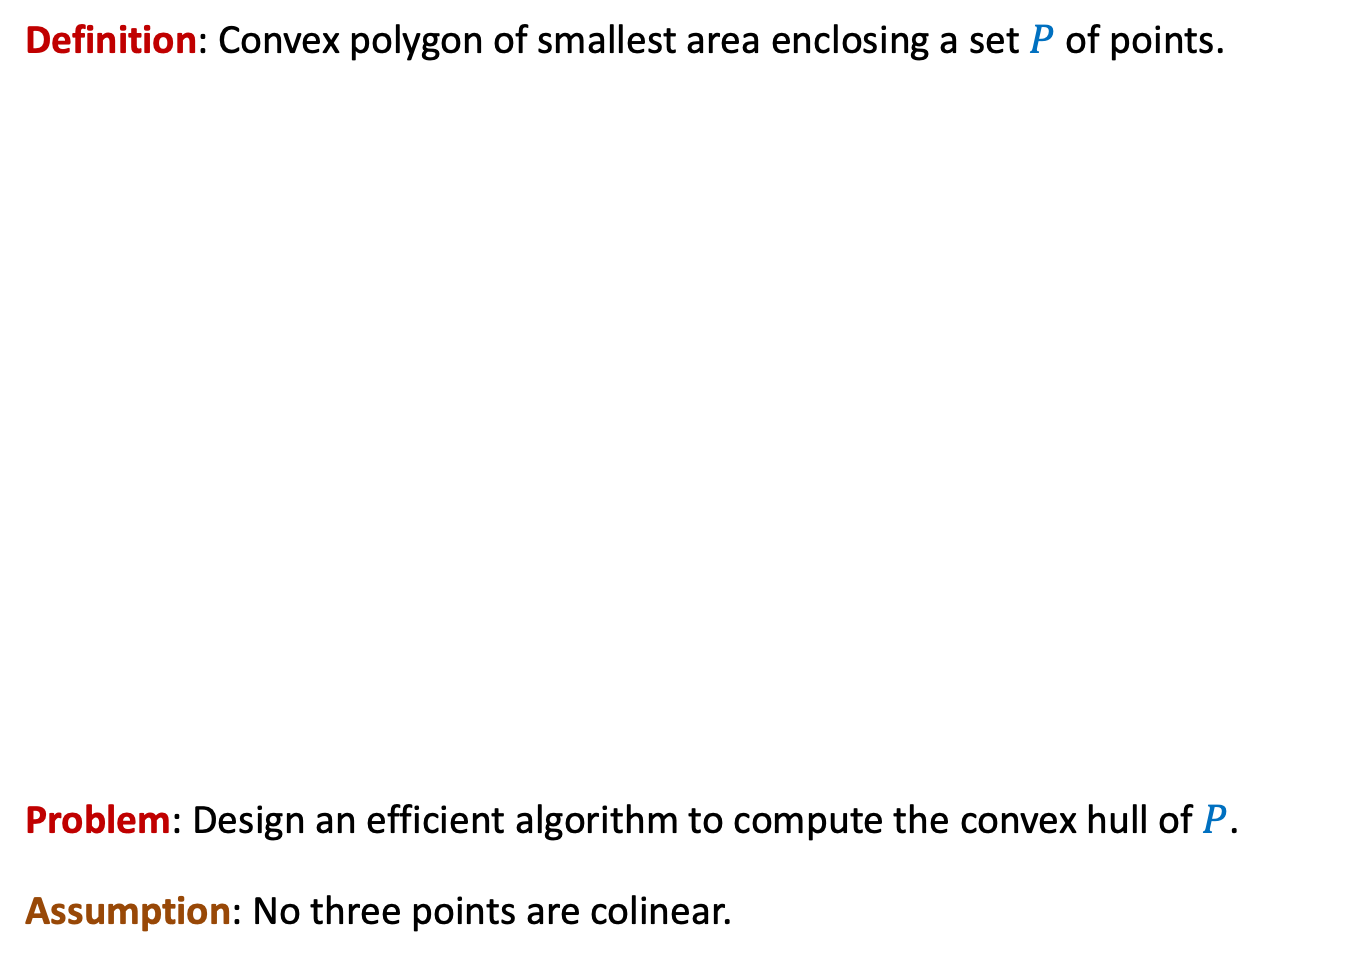 Definition: Convex polygon of smallest area enclosing a set P of points.
Problem: Design an efficient algorithm to compute the convex hull of P.
Assumption: No three points are colinear.